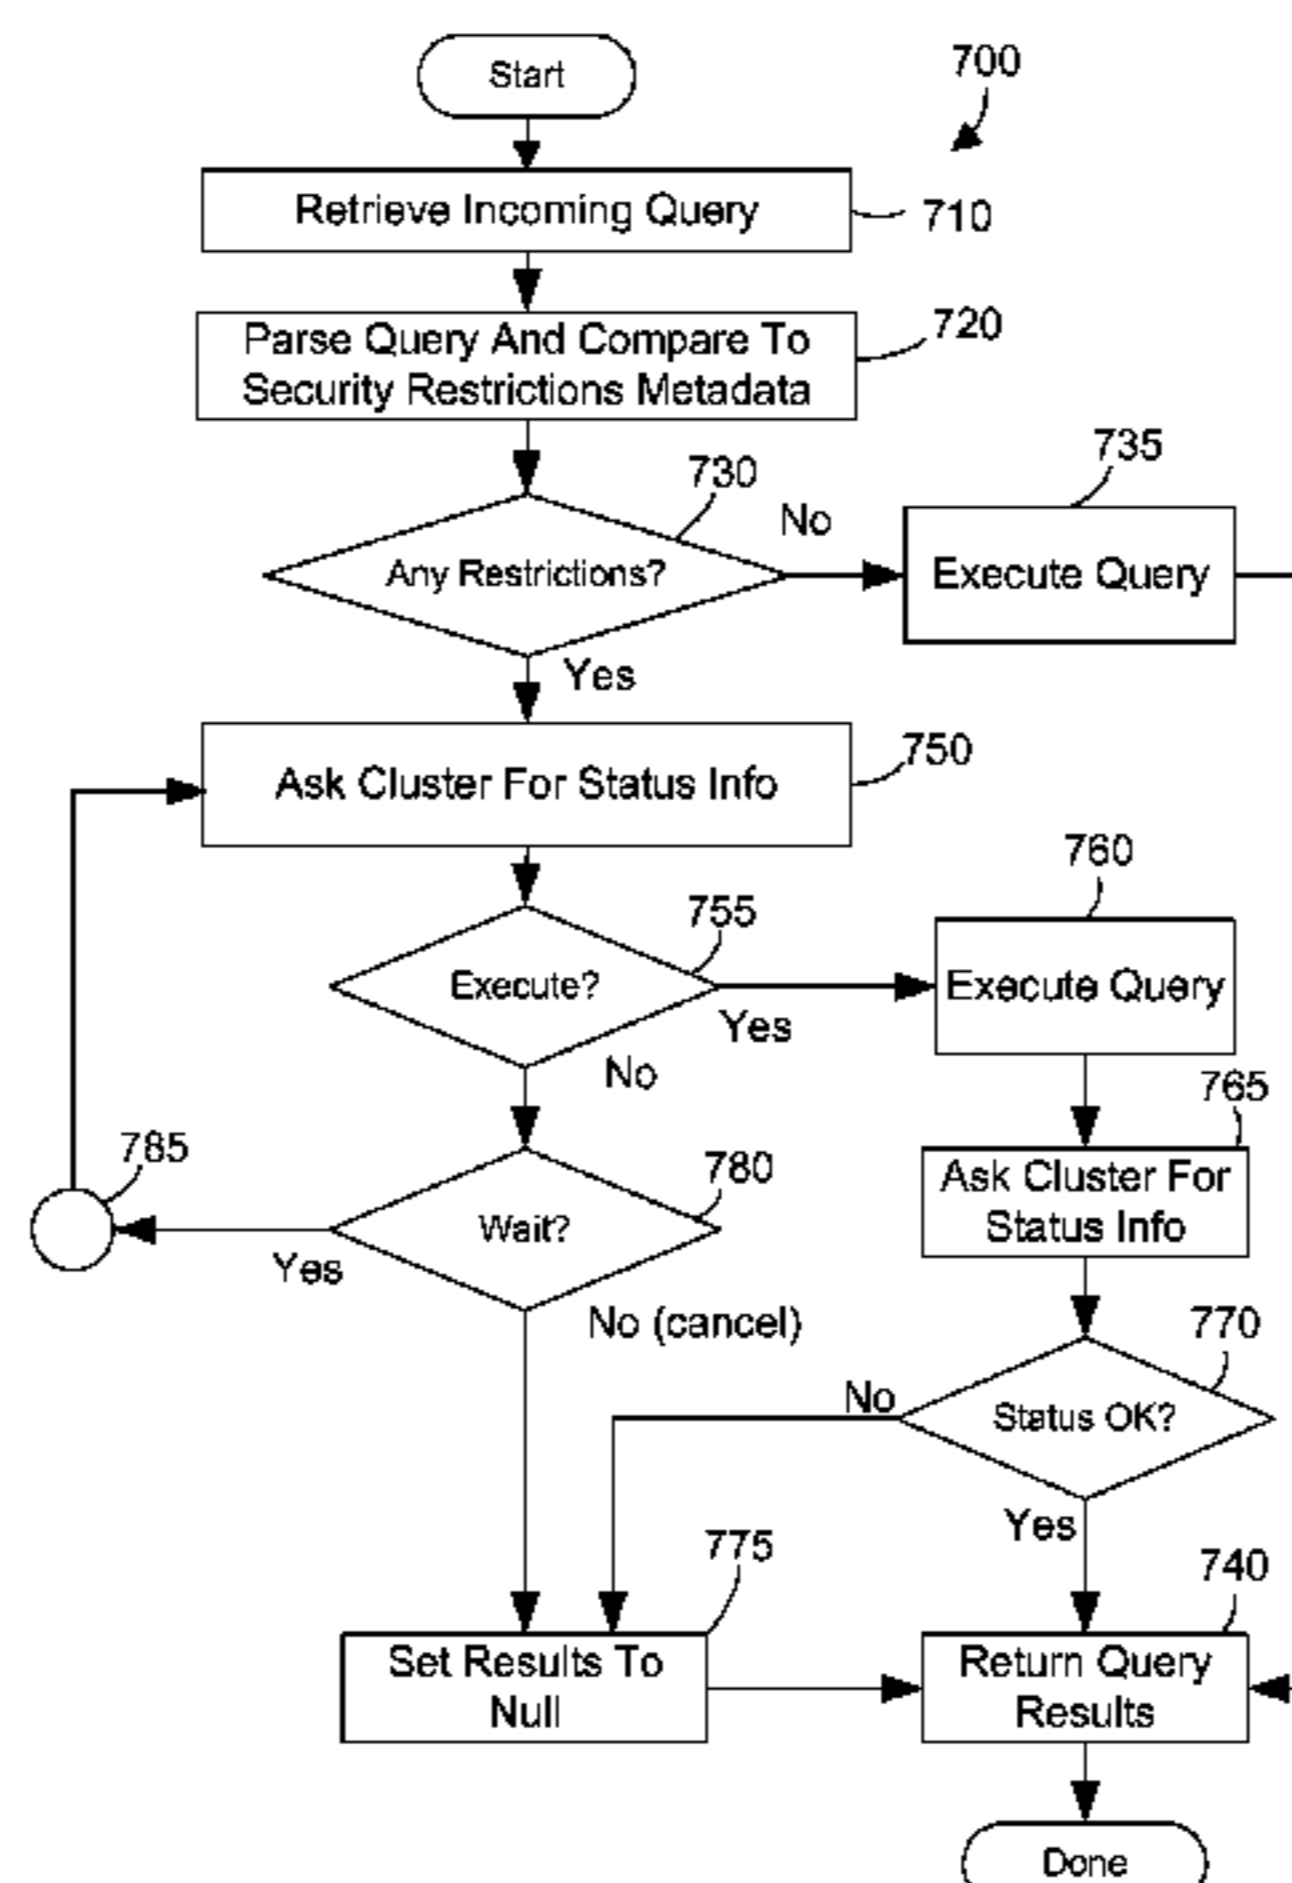 Start
700
Retrieve Incoming Query
710
Parse Query And Compare To
Security Restrictions Metadata
720
730
735
No
Any Restrictions?
Execute Query
Yes
Ask Cluster For Status Info
750
760
755
Execute?
Execute Query
Yes
No
765
785
780
Ask Cluster For
Status Info
Wait?
Yes
No (cancel)
770
No
Status OK?
Yes
775
740
Set Results To
Null
Return Query
Results
Done